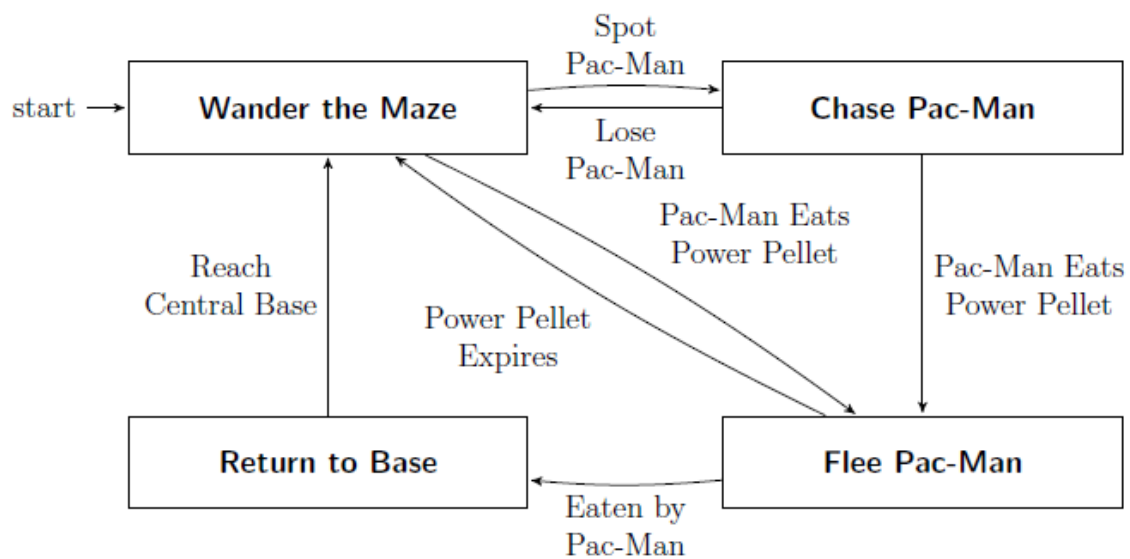 Spot
Pac-Man
start
Wander the Maze
Chase Pac-Man
Lose
Pac-Man
Pac-Man Eats
Power Pellet
Pac-Man Eats
Power Pellet
Reach
Central Base
Power Pellet
Expires
Return to Base
Flee Pac-Man
Eaten by
Pac-Man